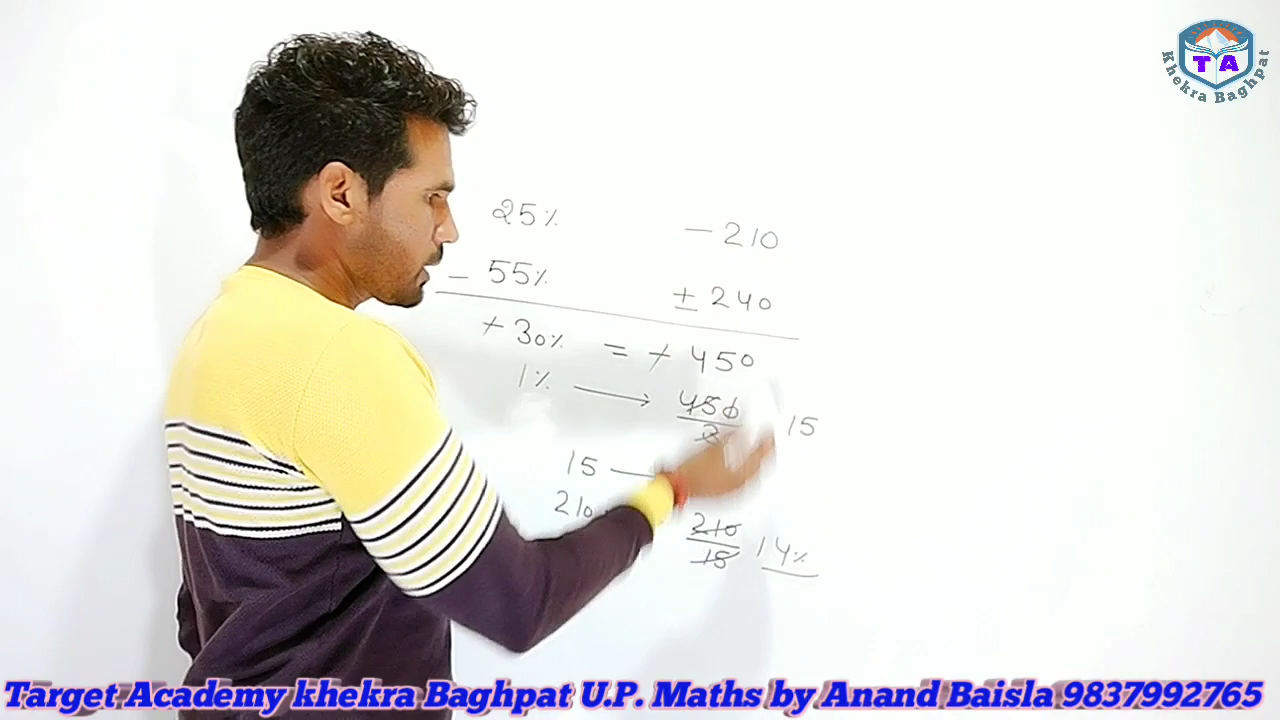 TA
Khekra Baghpat
25% - 210
- 55% ± 240
+ 30% = + 450
1% → 450 15
15
210 210
15 14%
Target Academy khekra Baghpat U.P. Maths by Anand Baisla 9837992765